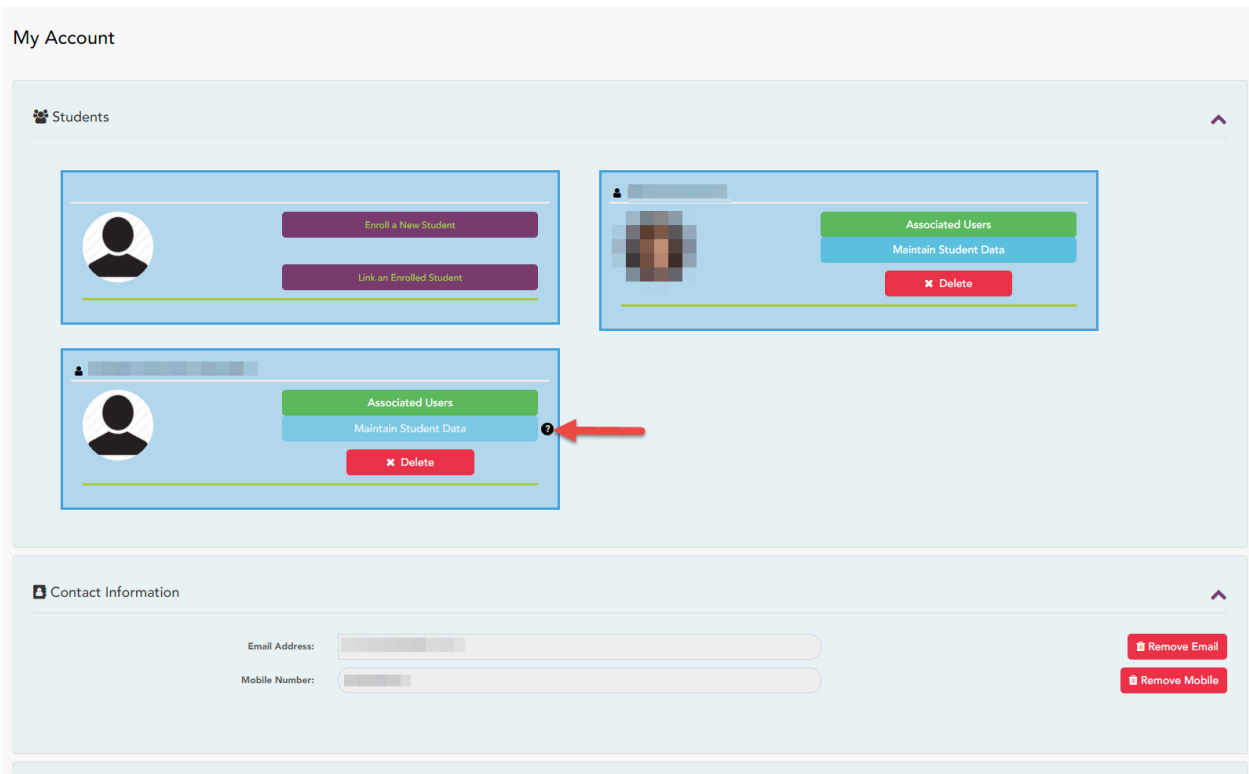 My Account
Students
Enroll a New Student
Link an Enrolled Student
Associated Users
Maintain Student Data
Delete
Associated Users
Maintain Student Data
?
Delete
Contact Information
Email Address:
Remove Email
Mobile Number:
Remove Mobile